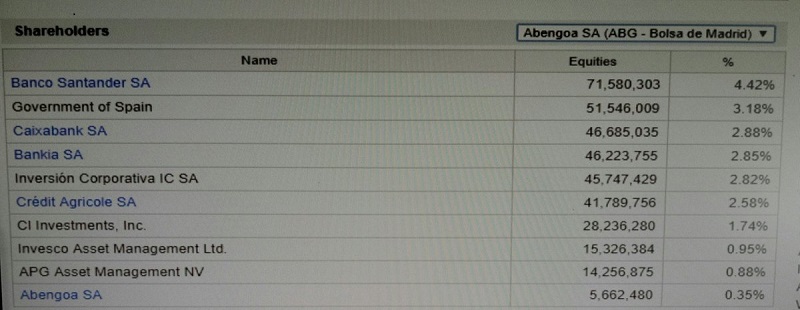 Shareholders Abengoa SA (ABG - Bolsa de Madrid) ▼
Name Equities %
Banco Santander SA 71,580,303 4.42%
Government of Spain 51,546,009 3.18%
Caixabank SA 46,685,035 2.88%
Bankia SA 46,223,755 2.85%
Inversión Corporativa IC SA 45,747,429 2.82%
Crédit Agricole SA 41,789,756 2.58%
CI Investments, Inc. 28,236,280 1.74%
Invesco Asset Management Ltd. 15,326,384 0.95%
APG Asset Management NV 14,256,875 0.88%
Abengoa SA 5,662,480 0.35%